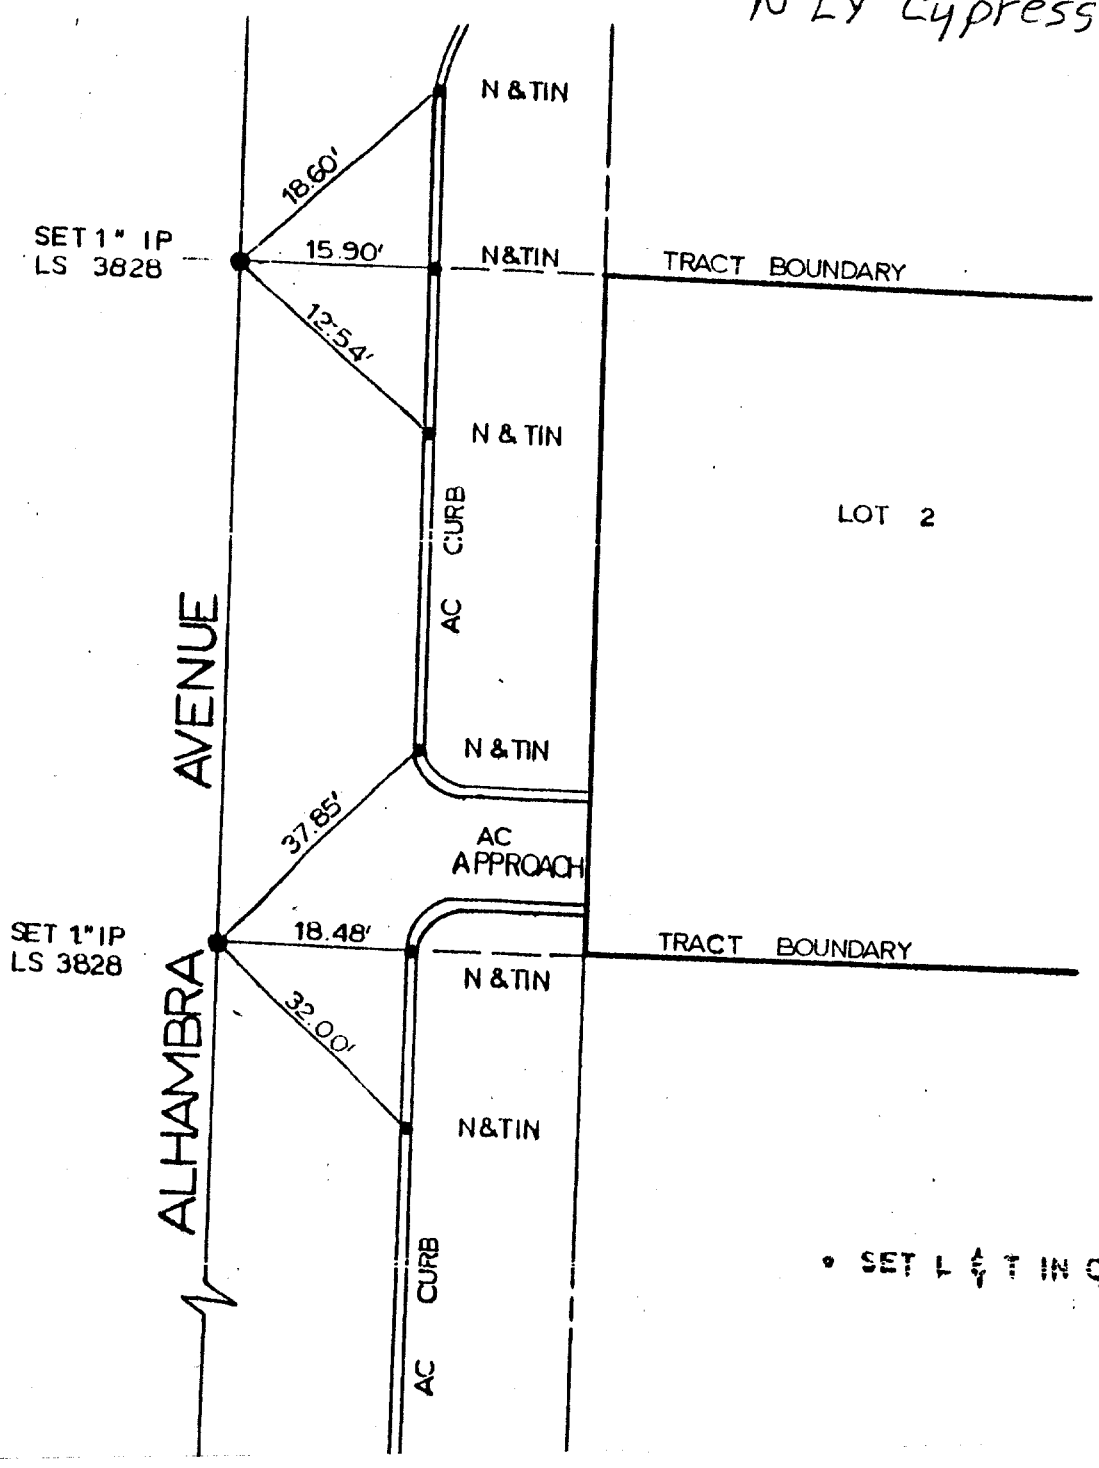 N'LY Cypress
N & TIN
18.60'
SET 1" IP
LS 3828
15.90'
N&TIN
TRACT BOUNDARY
12.54'
N & TIN
LOT 2
AC CURB
AVENUE
N & TIN
37.85'
AC
APPROACH
SET 1" IP
LS 3828
18.48'
TRACT BOUNDARY
N & TIN
32.00'
ALHAMBRA
N&TIN
• SET L & T IN
AC CURB